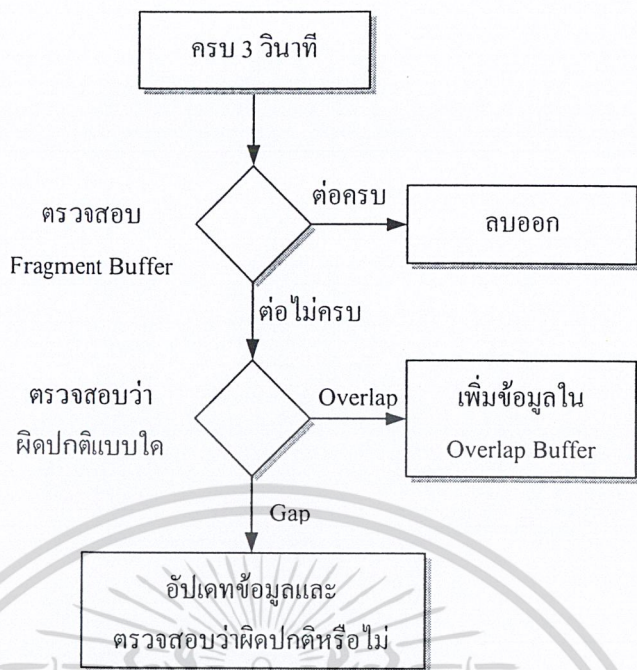 ครบ 3 วินาที
ตรวจสอบ
Fragment Buffer
ต่อครบ
ลบออก
ต่อไม่ครบ
ตรวจสอบว่า
ผิดปกติแบบใด
Overlap
เพิ่มข้อมูลใน
Overlap Buffer
Gap
อัปเดทข้อมูลและ
ตรวจสอบว่าผิดปกติหรือไม่